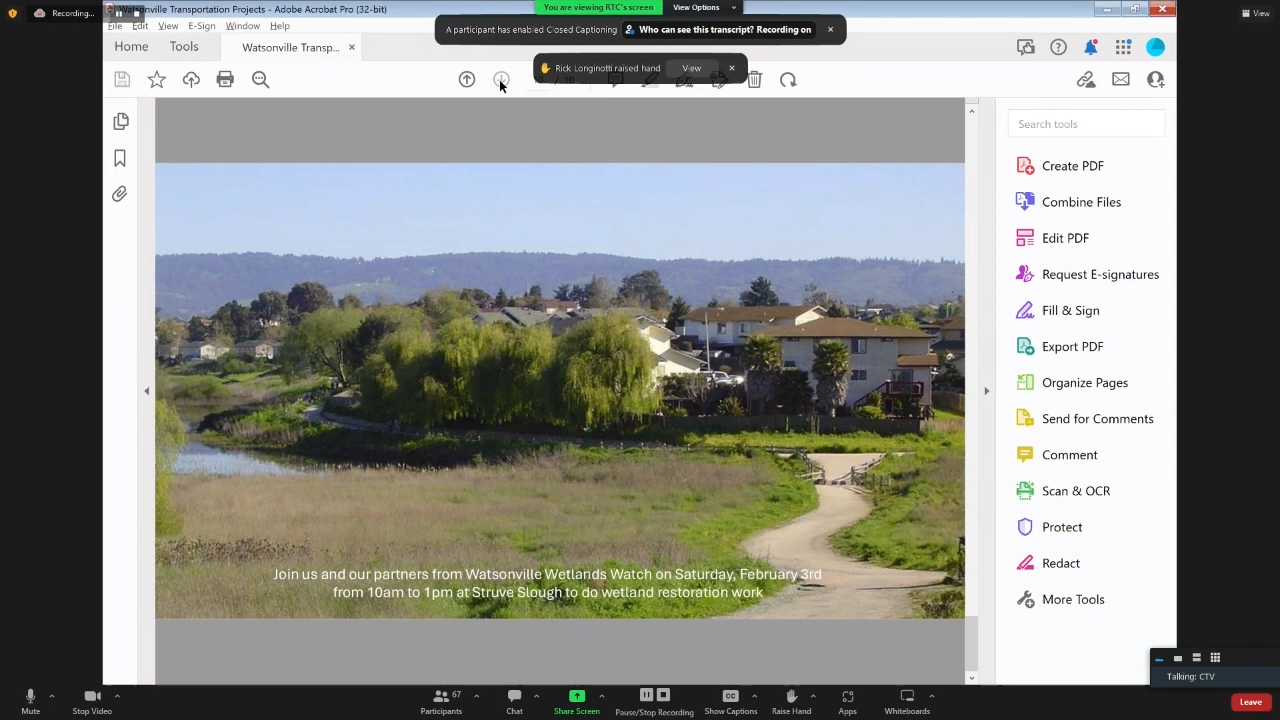 Recording...
You are viewing RTC's screen
View Options
View
Watsonville Transportation Projects - Adobe Acrobat Pro (32-bit)
File Edit View E-Sign Window Help
A participant has enabled Closed Captioning
Who can see this transcript? Recording on
Home
Tools
Watsonville Transp...
Rick Longinotti raised hand
View
Search tools
Create PDF
Combine Files
Edit PDF
Request E-signatures
Fill & Sign
Export PDF
Organize Pages
Send for Comments
Comment
Scan & OCR
Protect
Redact
More Tools
Join us and our partners from Watsonville Wetlands Watch on Saturday, February 3rd
from 10am to 1pm at Struve Slough to do wetland restoration work
Talking: CTV
Mute
Stop Video
67
Participants
Chat
Share Screen
Pause/Stop Recording
CC
Show Captions
Raise Hand
Apps
Whiteboards
Leave